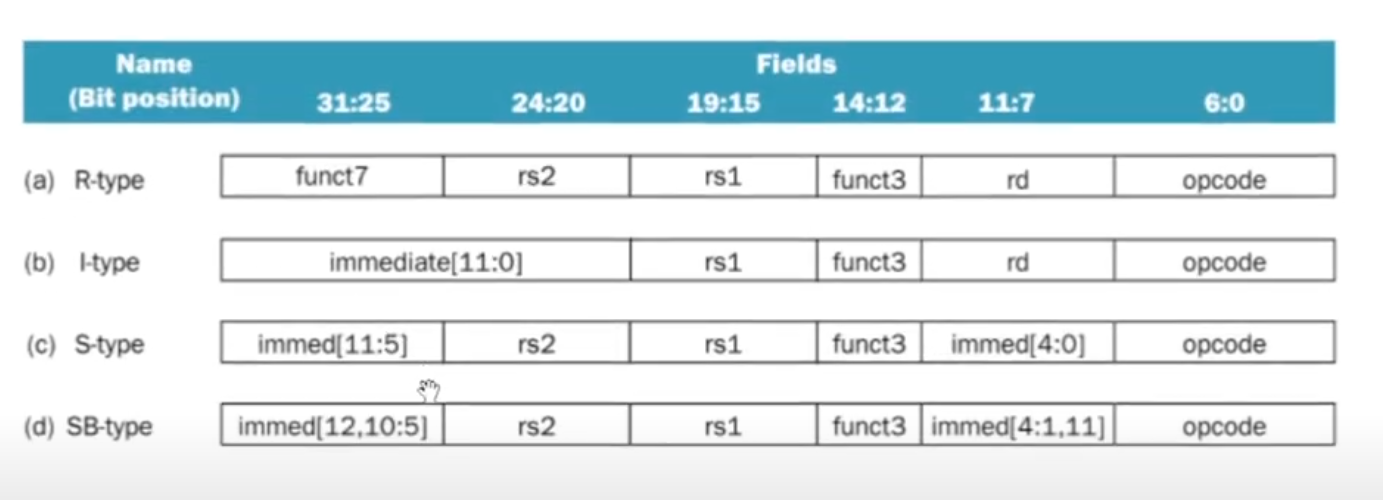 Name Fields
(Bit position) 31:25 24:20 19:15 14:12 11:7 6:0
(a) R-type funct7 rs2 rs1 funct3 rd opcode
(b) I-type immediate[11:0] rs1 funct3 rd opcode
(c) S-type immed[11:5] rs2 rs1 funct3 immed[4:0] opcode
(d) SB-type immed[12,10:5] rs2 rs1 funct3 immed[4:1,11] opcode